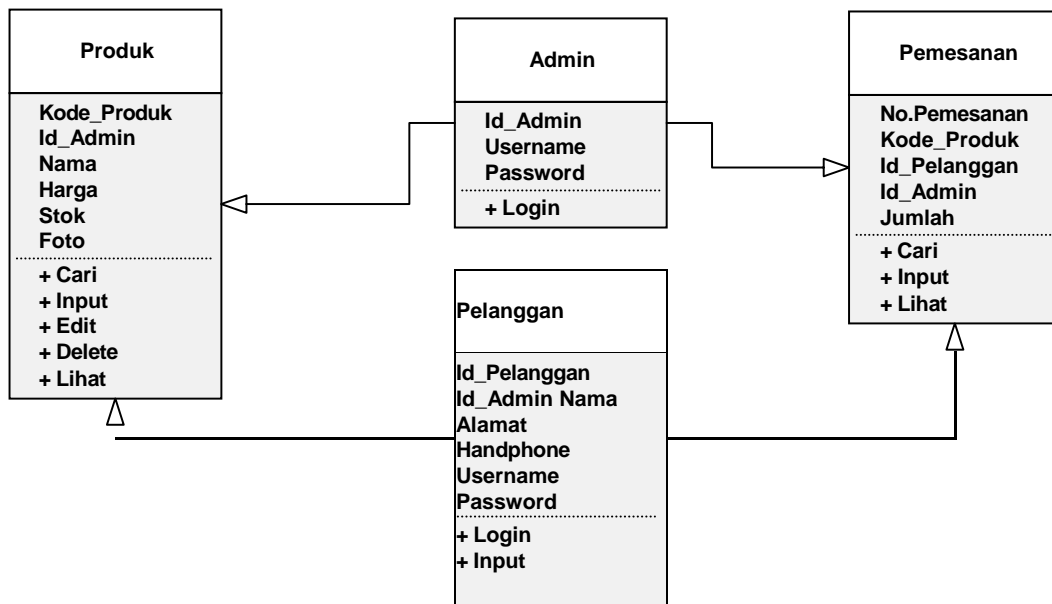 Produk
Kode_Produk
Id_Admin
Nama
Harga
Stok
Foto
+ Cari
+ Input
+ Edit
+ Delete
+ Lihat
Admin
Id_Admin
Username
Password
+ Login
Pemesanan
No.Pemesanan
Kode_Produk
Id_Pelanggan
Id_Admin
Jumlah
+ Cari
+ Input
+ Lihat
Pelanggan
Id_Pelanggan
Id_Admin Nama
Alamat
Handphone
Username
Password
+ Login
+ Input